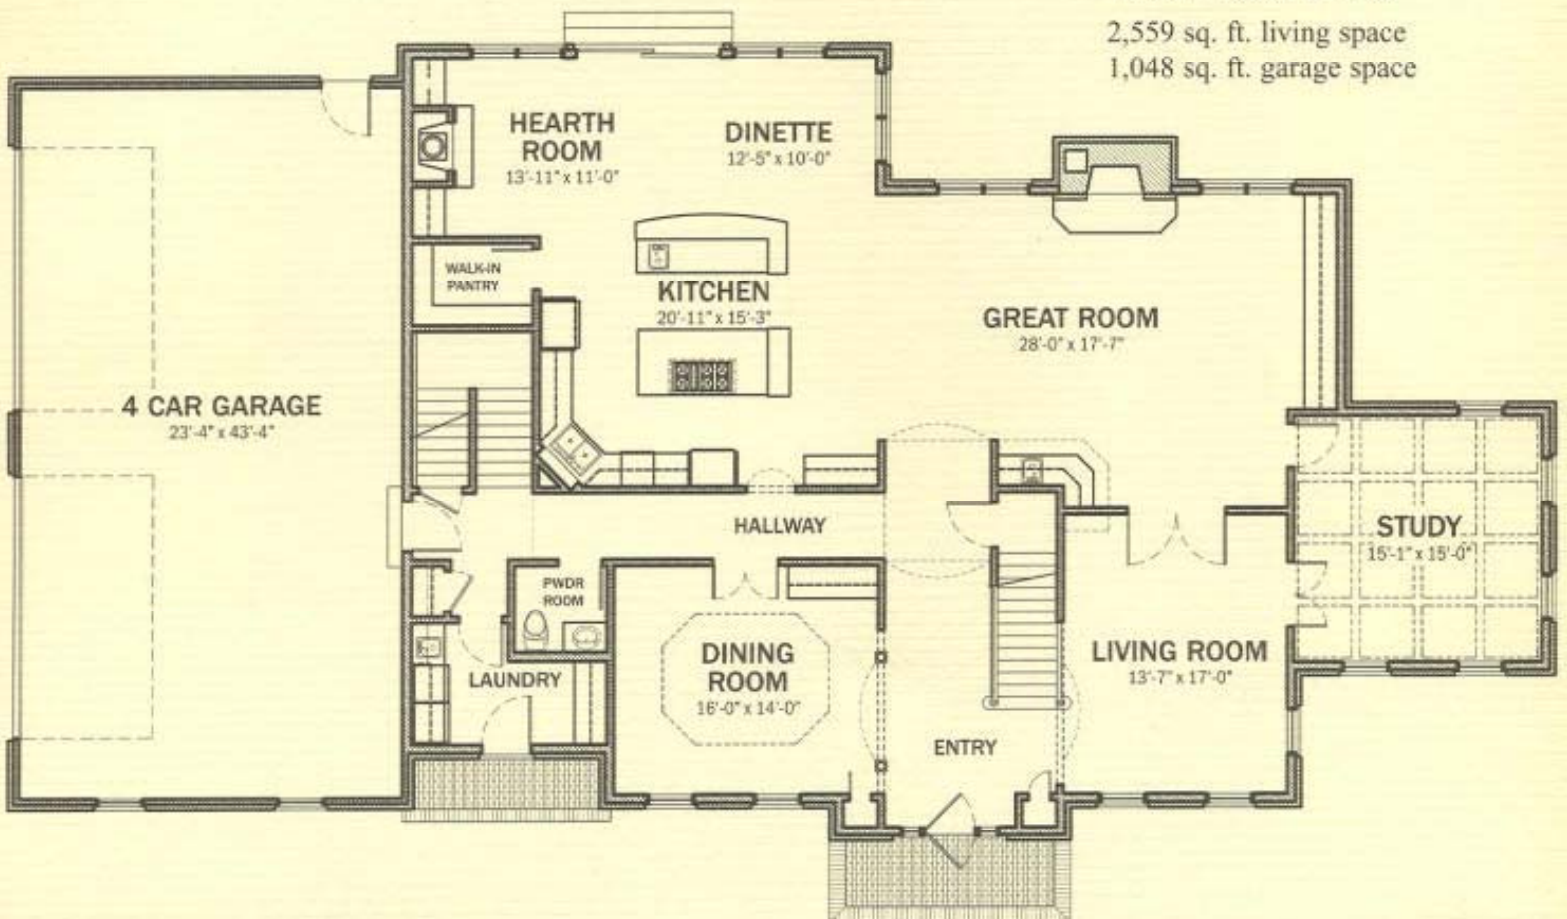 2,559 sq. ft. living space
1,048 sq. ft. garage space
HEARTH
ROOM
13'-11" x 11'-0"
DINETTE
12'-5" x 10'-0"
WALK-IN
PANTRY
KITCHEN
20'-11" x 15'-3"
GREAT ROOM
28'-0" x 17'-7"
4 CAR GARAGE
23'-4" x 43'-4"
HALLWAY
STUDY
15'-1" x 15'-0"
PWDR
ROOM
LAUNDRY
DINING
ROOM
16'-0" x 14'-0"
LIVING ROOM
13'-7" x 17'-0"
ENTRY